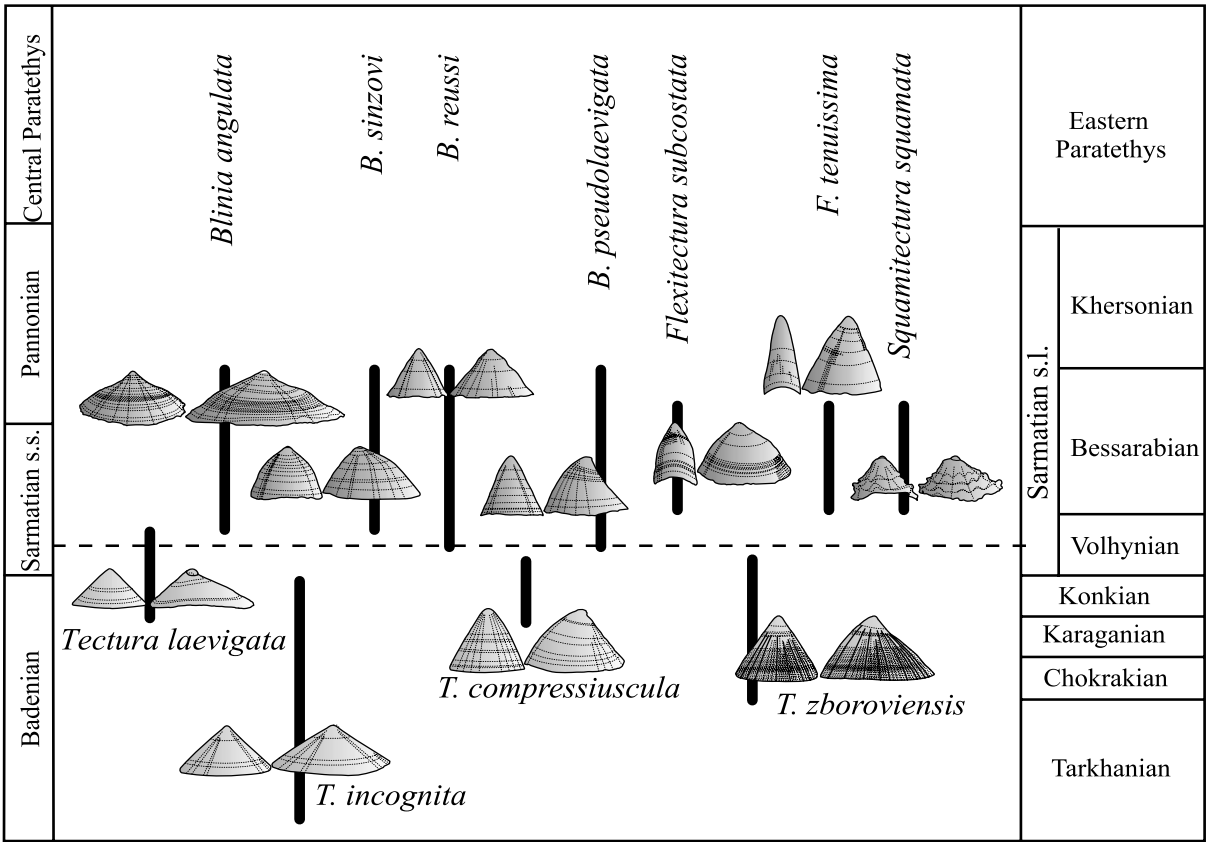 Central Paratethys
Pannonian
Sarmatian s.s.
Badenian
Blinia angulata
B. sinzovi
B. reussi
B. pseudolaevigata
Flexitectura subcostata
F. tenuissima
Squamitectura squamata
Tectura laevigata
T. compressiuscula
T. zboroviensis
T. incognita
Eastern
Paratethys
Sarmatian s.l.
Khersonian
Bessarabian
Volhynian
Konkian
Karaganian
Chokrakian
Tarkhanian